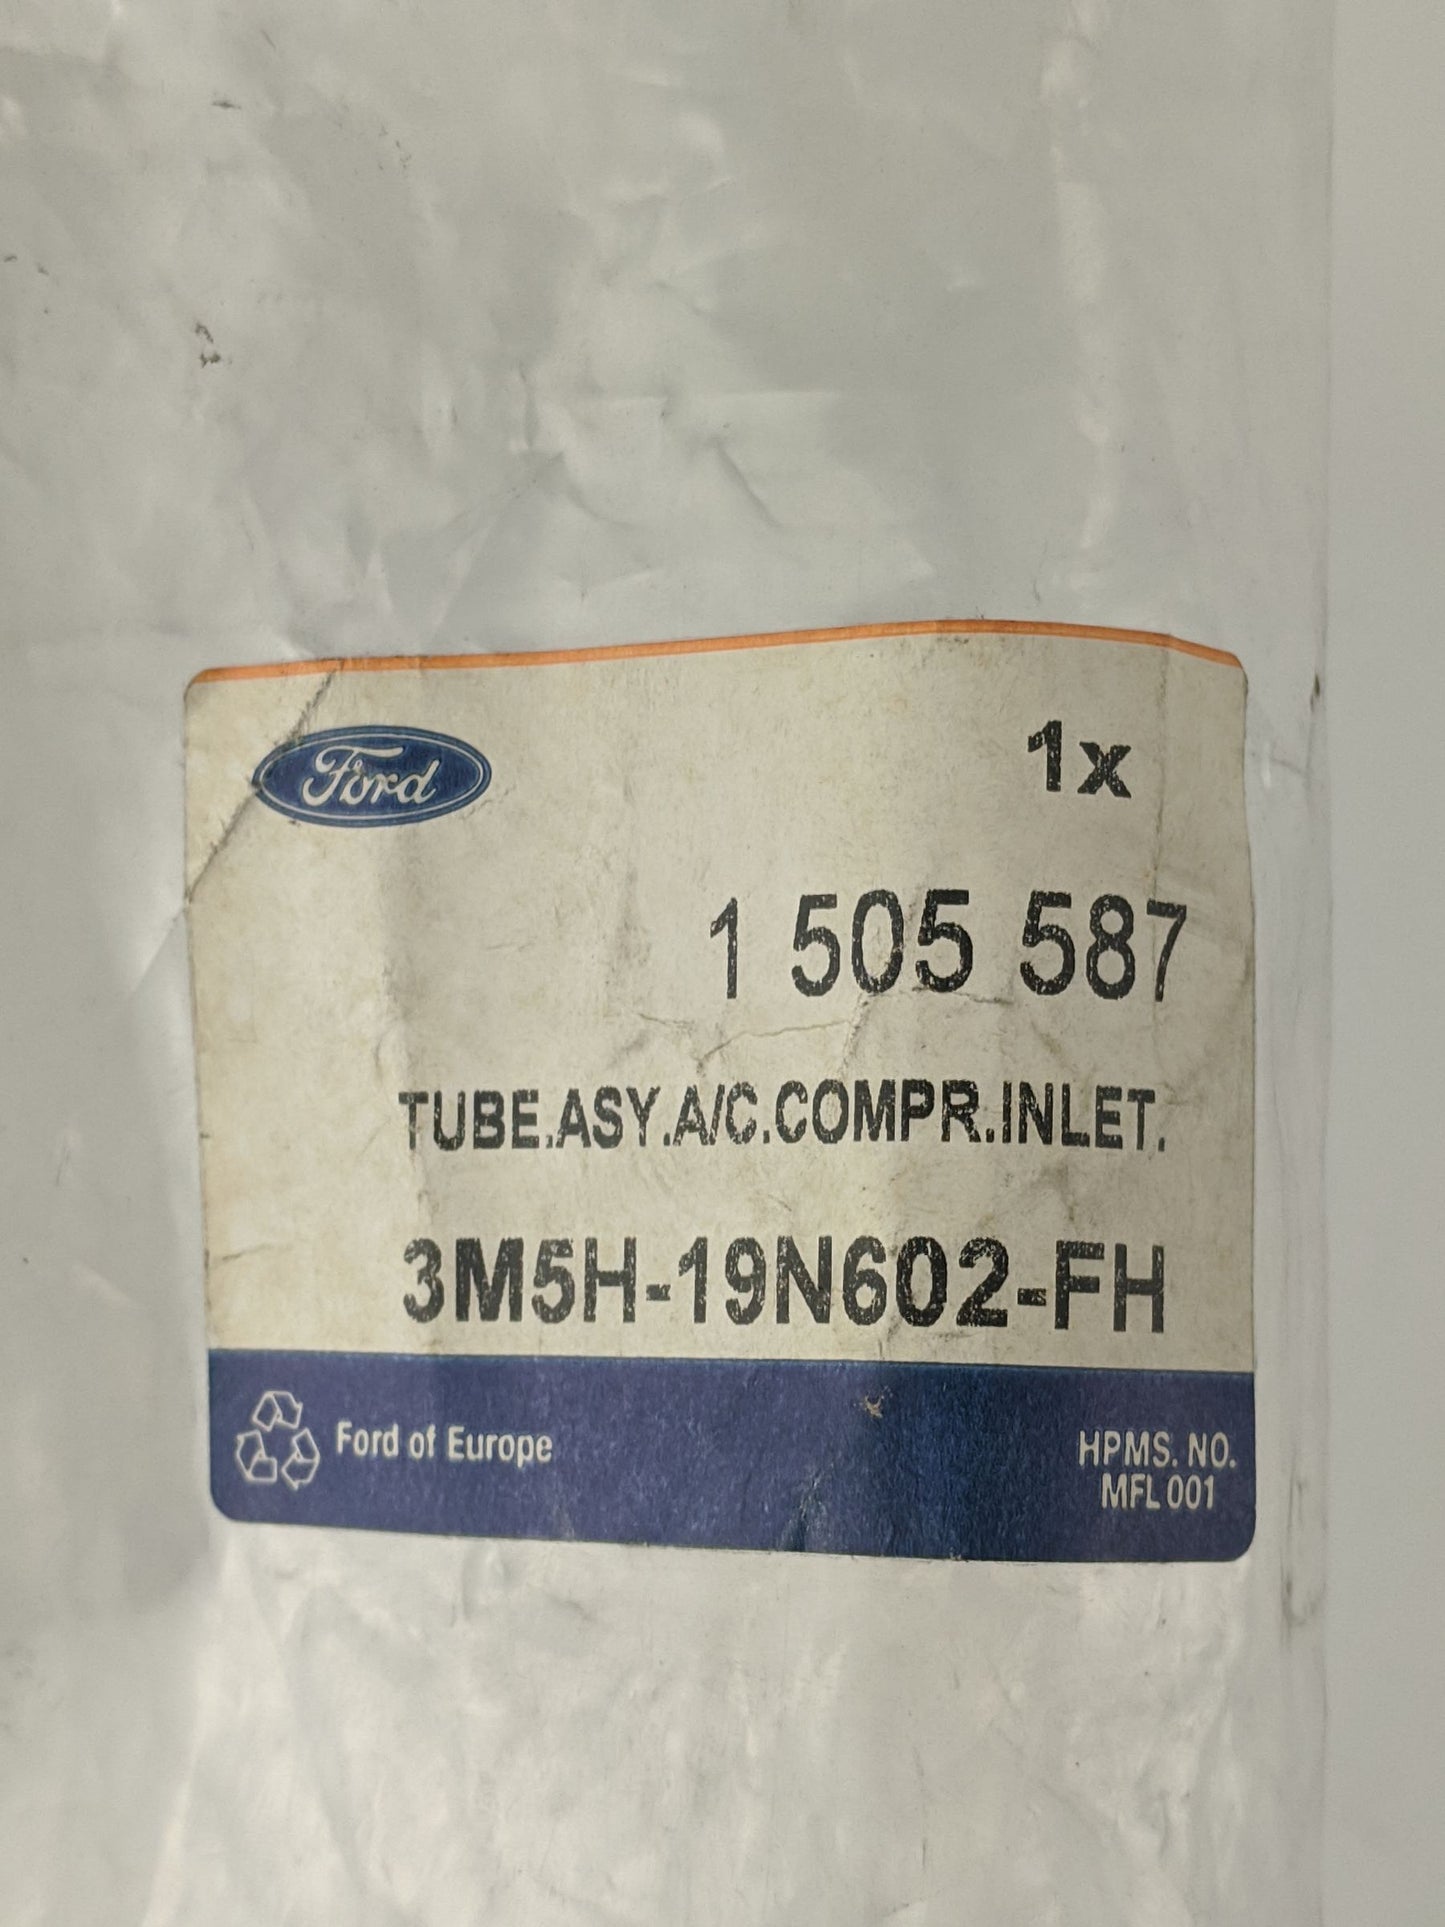 Ford
1x
1 505 587
TUBE.ASY.A/C.COMPR.INLET.
3M5H-19N602-FH
Ford of Europe
HPMS. NO.
MFL 001